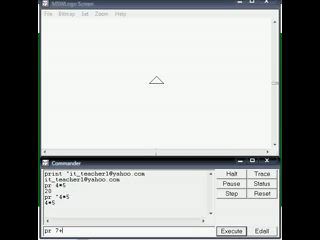 MSWLogo Screen
File Bitmap Set Zoom Help
Commander
print "it_teacher1@yahoo.com
it_teacher1@yahoo.com
pr 4*5
20
pr "4*5
4*5
Halt Trace
Pause Status
Step Reset
pr 7+
Execute Edall